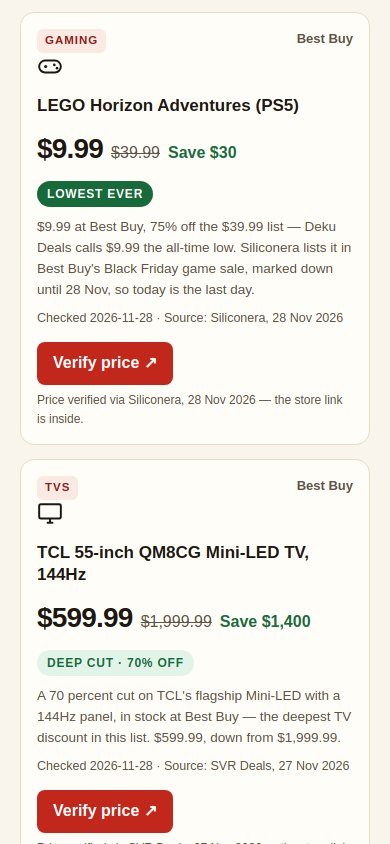 GAMING
Best Buy
LEGO Horizon Adventures (PS5)
$9.99 $39.99 Save $30
LOWEST EVER
$9.99 at Best Buy, 75% off the $39.99 list — Deku
Deals calls $9.99 the all-time low. Siliconera lists it in
Best Buy's Black Friday game sale, marked down
until 28 Nov, so today is the last day.
Checked 2026-11-28 · Source: Siliconera, 28 Nov 2026
Verify price ↗
Price verified via Siliconera, 28 Nov 2026 — the store link
is inside.
TVS
Best Buy
TCL 55-inch QM8CG Mini-LED TV,
144Hz
$599.99 $1,999.99 Save $1,400
DEEP CUT · 70% OFF
A 70 percent cut on TCL's flagship Mini-LED with a
144Hz panel, in stock at Best Buy — the deepest TV
discount in this list. $599.99, down from $1,999.99.
Checked 2026-11-28 · Source: SVR Deals, 27 Nov 2026
Verify price ↗